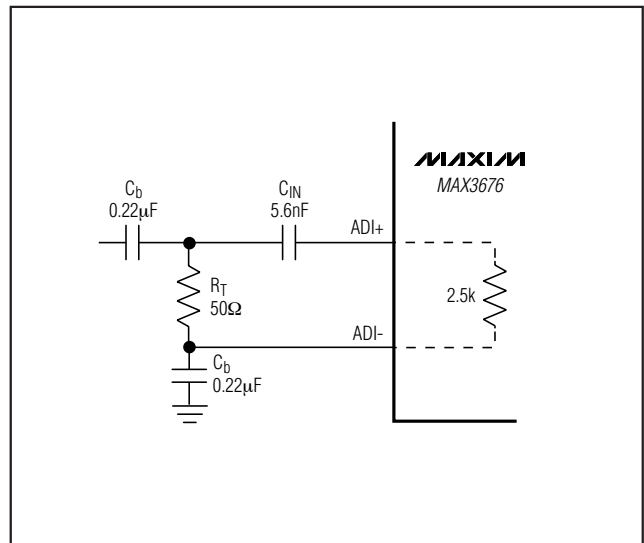 MAXIM
MAX3676
Cb
0.22μF
CIN
5.6nF
ADI+
RT
50Ω
2.5k
ADI-
Cb
0.22μF